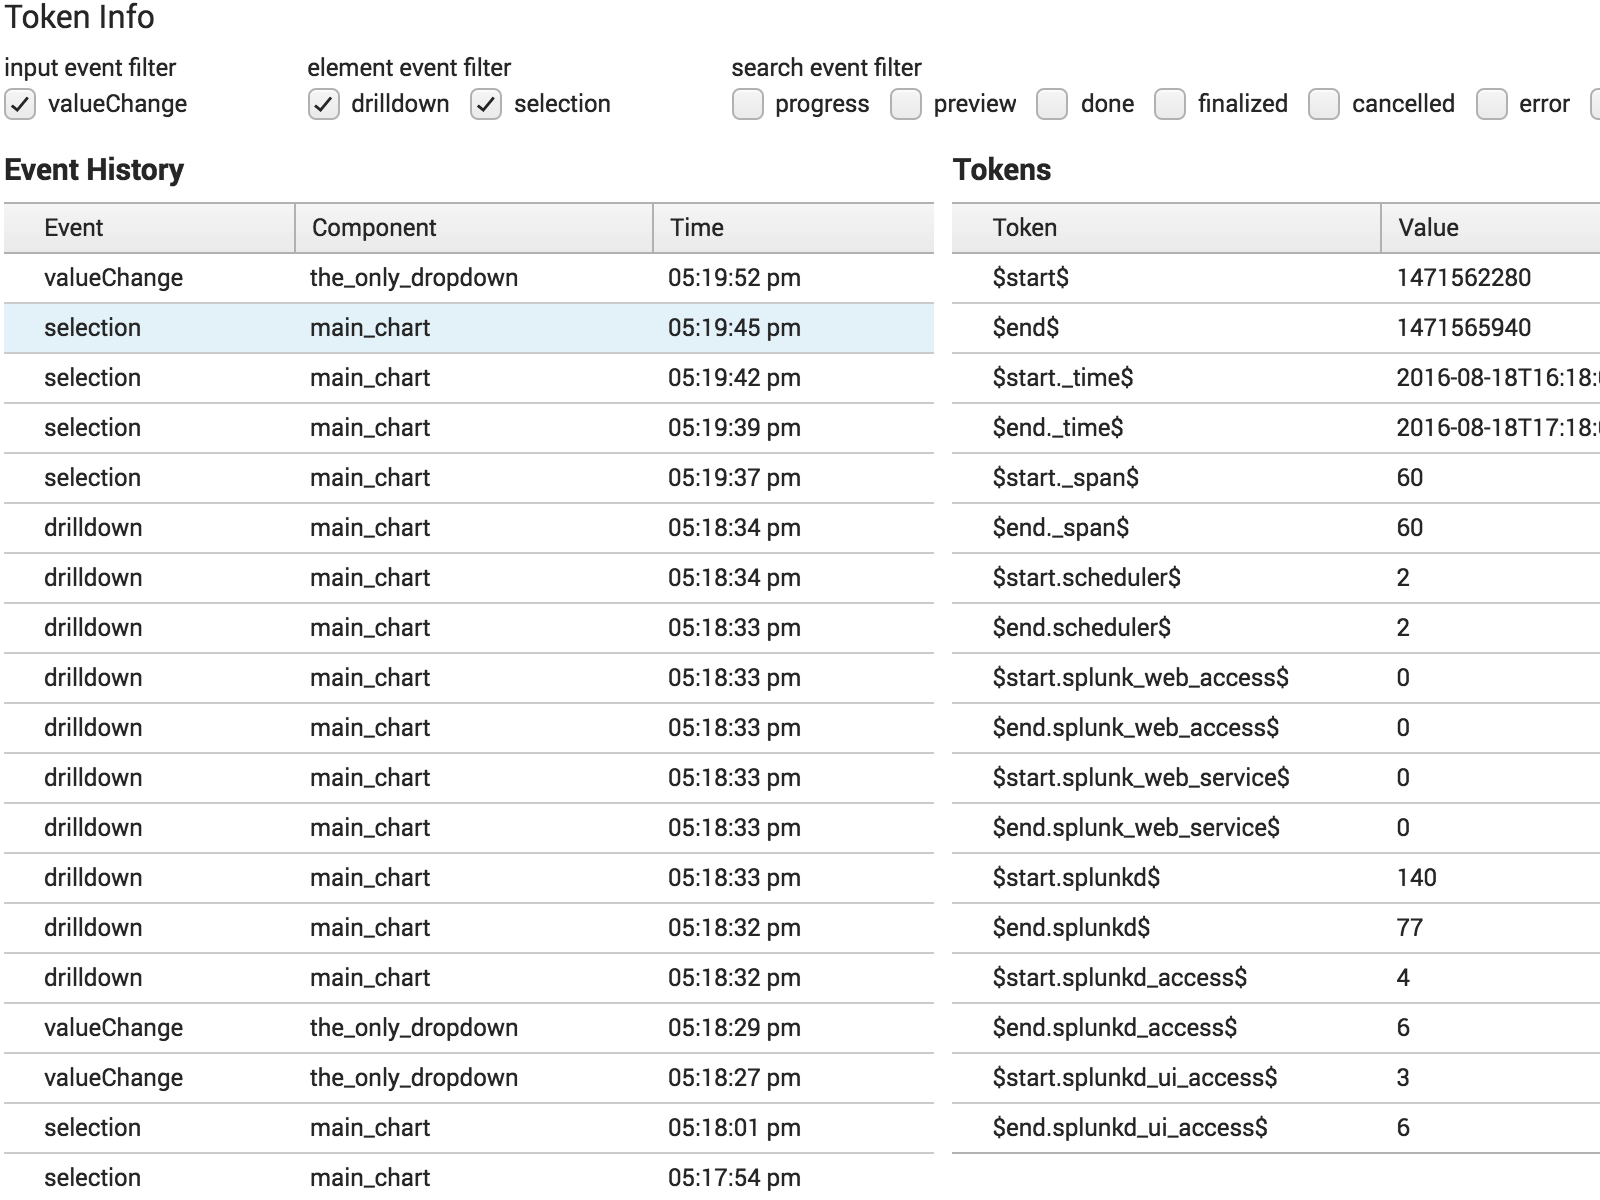 Token Info
input event filter element event filter search event filter
valueChange drilldown selection progress preview done finalized cancelled error
Event History Tokens
Event Component Time Token Value
valueChange the_only_dropdown 05:19:52 pm $start$ 1471562280
selection main_chart 05:19:45 pm $end$ 1471565940
selection main_chart 05:19:42 pm $start._time$ 2016-08-18T16:18:
selection main_chart 05:19:39 pm $end._time$ 2016-08-18T17:18:
selection main_chart 05:19:37 pm $start._span$ 60
drilldown main_chart 05:18:34 pm $end._span$ 60
drilldown main_chart 05:18:34 pm $start.scheduler$ 2
drilldown main_chart 05:18:33 pm $end.scheduler$ 2
drilldown main_chart 05:18:33 pm $start.splunk_web_access$ 0
drilldown main_chart 05:18:33 pm $end.splunk_web_access$ 0
drilldown main_chart 05:18:33 pm $start.splunk_web_service$ 0
drilldown main_chart 05:18:33 pm $end.splunk_web_service$ 0
drilldown main_chart 05:18:33 pm $start.splunkd$ 140
drilldown main_chart 05:18:32 pm $end.splunkd$ 77
drilldown main_chart 05:18:32 pm $start.splunkd_access$ 4
valueChange the_only_dropdown 05:18:29 pm $end.splunkd_access$ 6
valueChange the_only_dropdown 05:18:27 pm $start.splunkd_ui_access$ 3
selection main_chart 05:18:01 pm $end.splunkd_ui_access$ 6
selection main_chart 05:17:54 pm